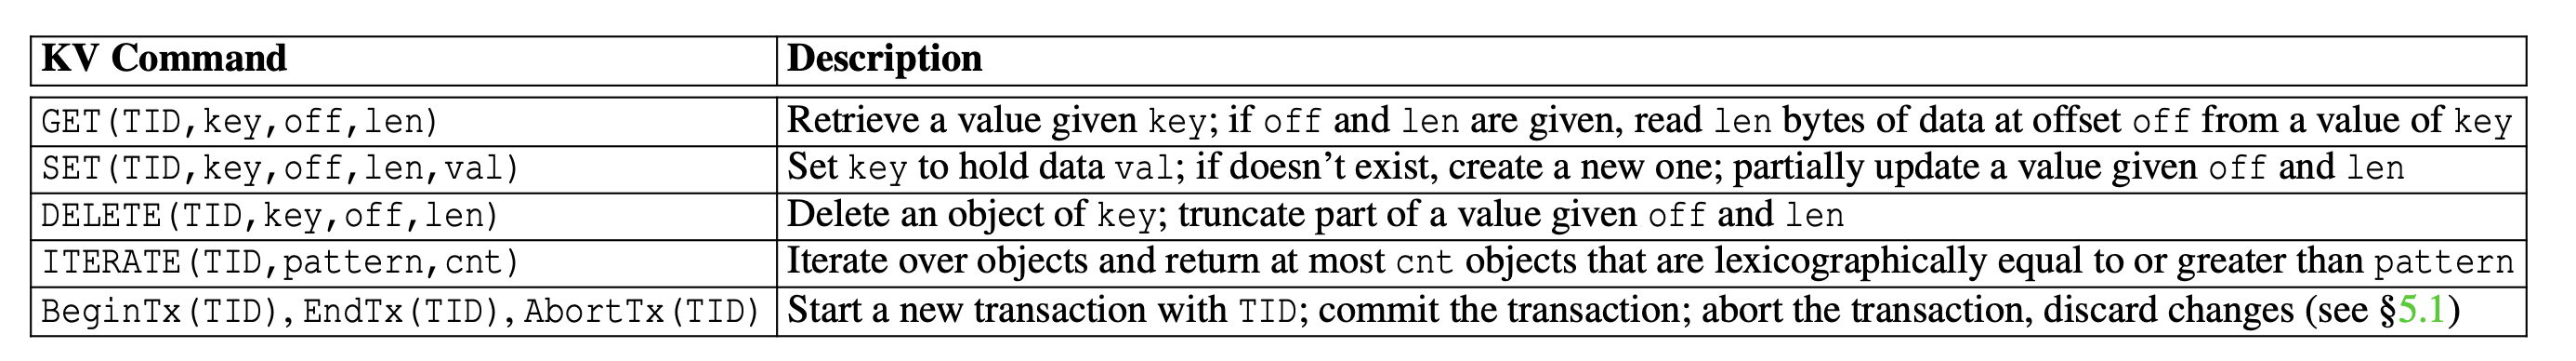 KV Command Description
GET(TID,key,off,len) Retrieve a value given key; if off and len are given, read len bytes of data at offset off from a value of key
SET(TID,key,off,len,val) Set key to hold data val; if doesn’t exist, create a new one; partially update a value given off and len
DELETE(TID,key,off,len) Delete an object of key; truncate part of a value given off and len
ITERATE(TID,pattern,cnt) Iterate over objects and return at most cnt objects that are lexicographically equal to or greater than pattern
BeginTx(TID),EndTx(TID),AbortTx(TID) Start a new transaction with TID; commit the transaction; abort the transaction, discard changes (see §5.1)